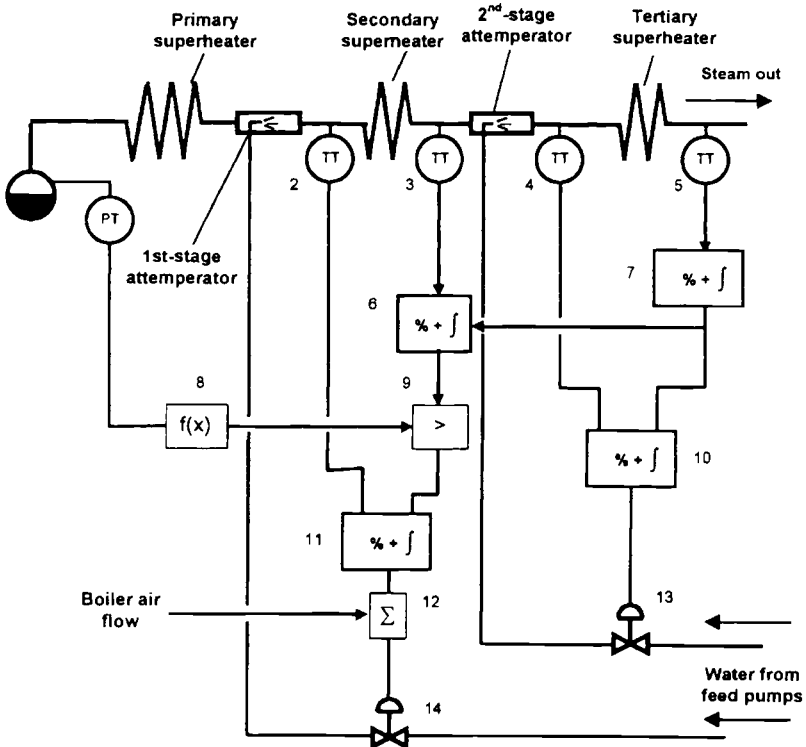 Primary
superheater
Secondary
superheater
2nd-stage
attemperator
Tertiary
superheater
Steam out
TT
2
TT
3
TT
4
TT
5
PT
1st-stage
attemperator
7
% + ∫
6
% + ∫
8
9
f(x)
>
% + ∫
10
11
% + ∫
Boiler air
flow
12
Σ
13
Water from
feed pumps
14